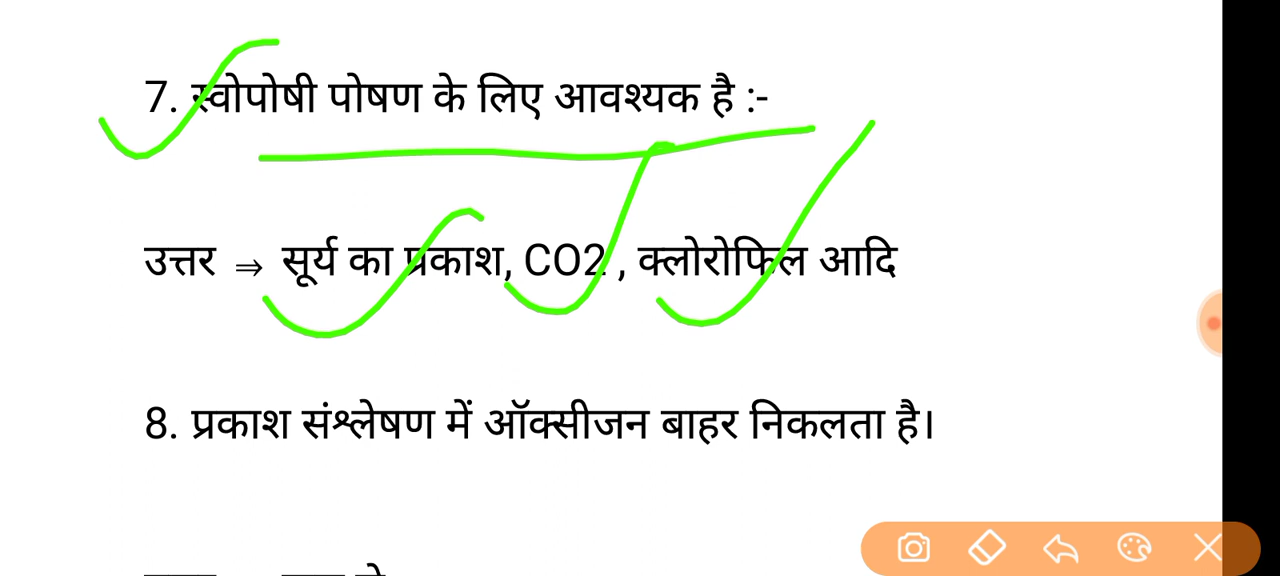 7. स्वोपोषी पोषण के लिए आवश्यक है :-
उत्तर ⇒ सूर्य का प्रकाश, CO2 , क्लोरोफिल आदि
8. प्रकाश संश्लेषण में ऑक्सीजन बाहर निकलता है।